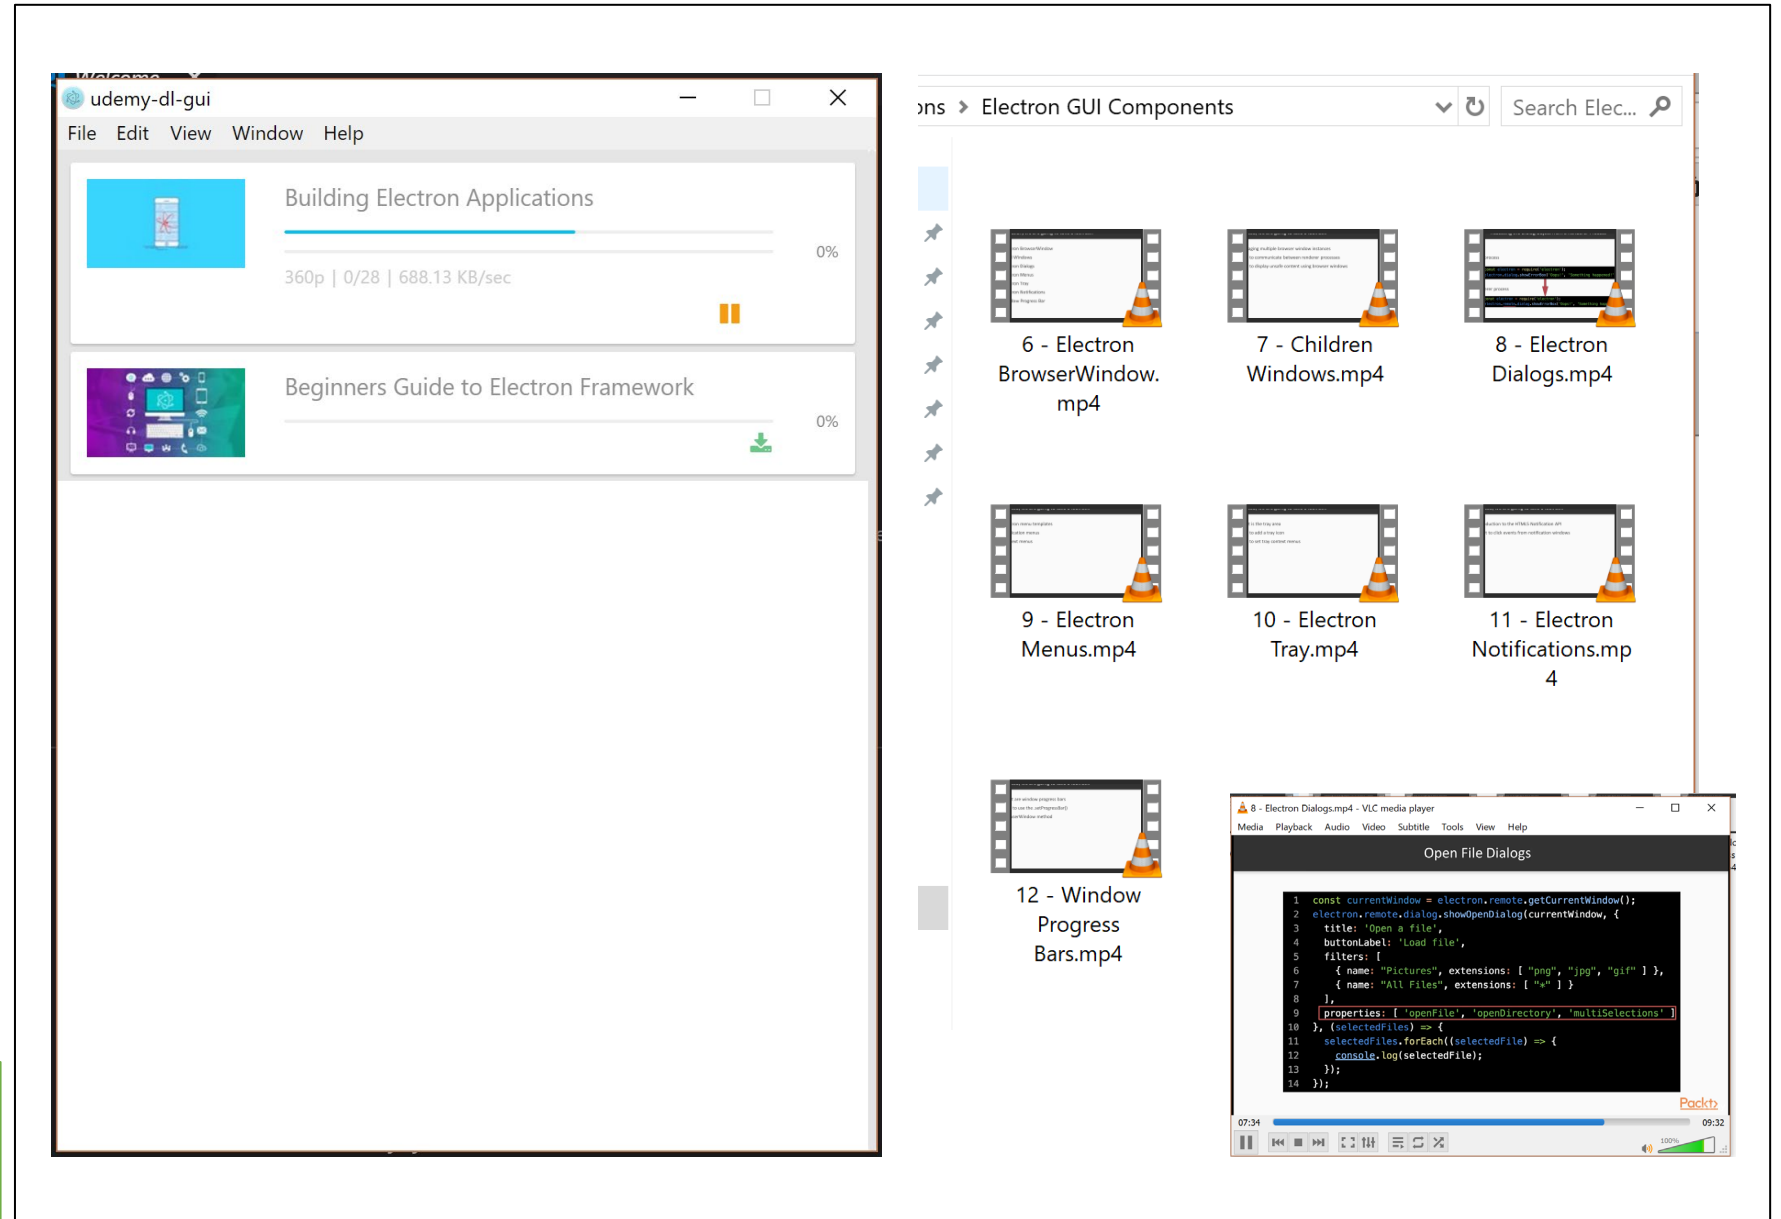 Welcome
udemy-dl-gui
File Edit View Window Help
Building Electron Applications
0%
360p | 0/28 | 688.13 KB/sec
Beginners Guide to Electron Framework
0%
ons > Electron GUI Components
Search Elec...
6 - Electron
BrowserWindow.
mp4
7 - Children
Windows.mp4
8 - Electron
Dialogs.mp4
9 - Electron
Menus.mp4
10 - Electron
Tray.mp4
11 - Electron
Notifications.mp
4
12 - Window
Progress
Bars.mp4
8 - Electron Dialogs.mp4 - VLC media player
Media Playback Audio Video Subtitle Tools View Help
Open File Dialogs
1 const currentWindow = electron.remote.getCurrentWindow();
2 electron.remote.dialog.showOpenDialog(currentWindow, {
3 title: 'Open a file',
4 buttonLabel: 'Load file',
5 filters: [
6 { name: "Pictures", extensions: [ "png", "jpg", "gif" ] },
7 { name: "All Files", extensions: [ "*" ] }
8 ],
9 properties: [ 'openFile', 'openDirectory', 'multiSelections' ]
10 }, (selectedFiles) => {
11 selectedFiles.forEach((selectedFile) => {
12 console.log(selectedFile);
13 });
14 });
Packt>
07:34
09:32
100%